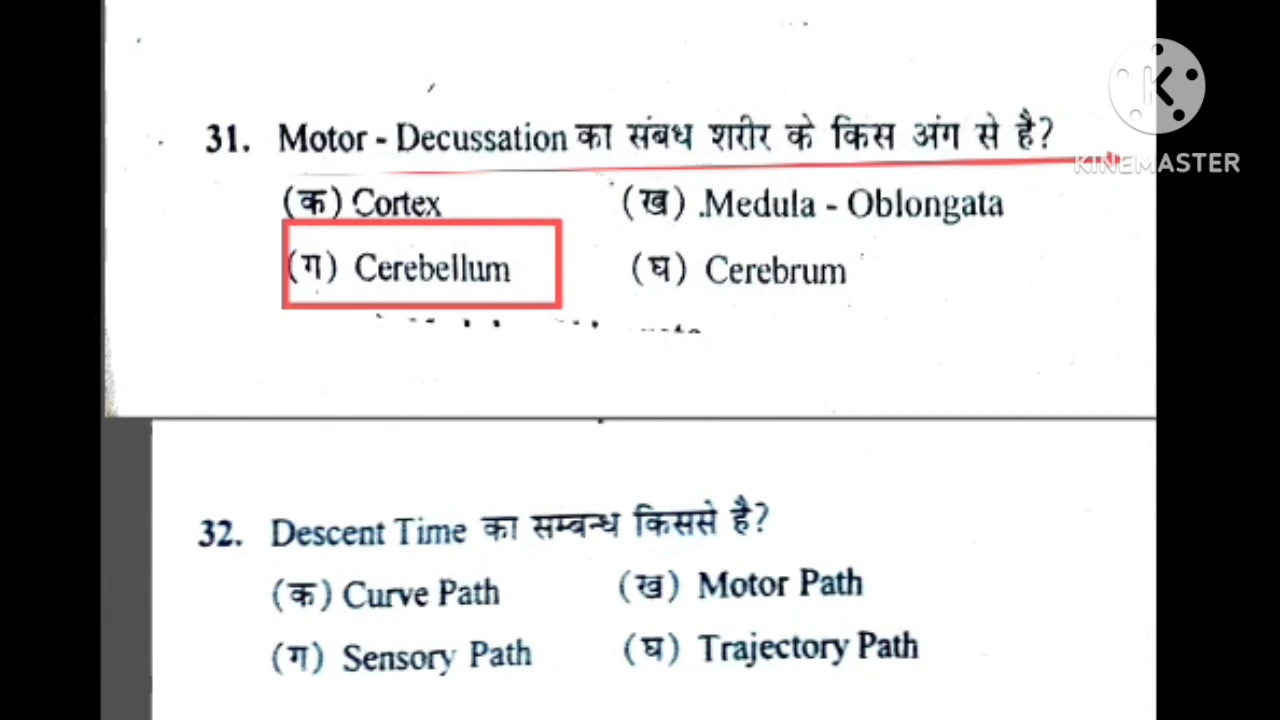 KINEMASTER
31. Motor - Decussation का संबध शरीर के किस अंग से है?
(क) Cortex (ख) .Medula - Oblongata
(ग) Cerebellum (घ) Cerebrum
32. Descent Time का सम्बन्ध किससे है?
(क) Curve Path (ख) Motor Path
(ग) Sensory Path (घ) Trajectory Path